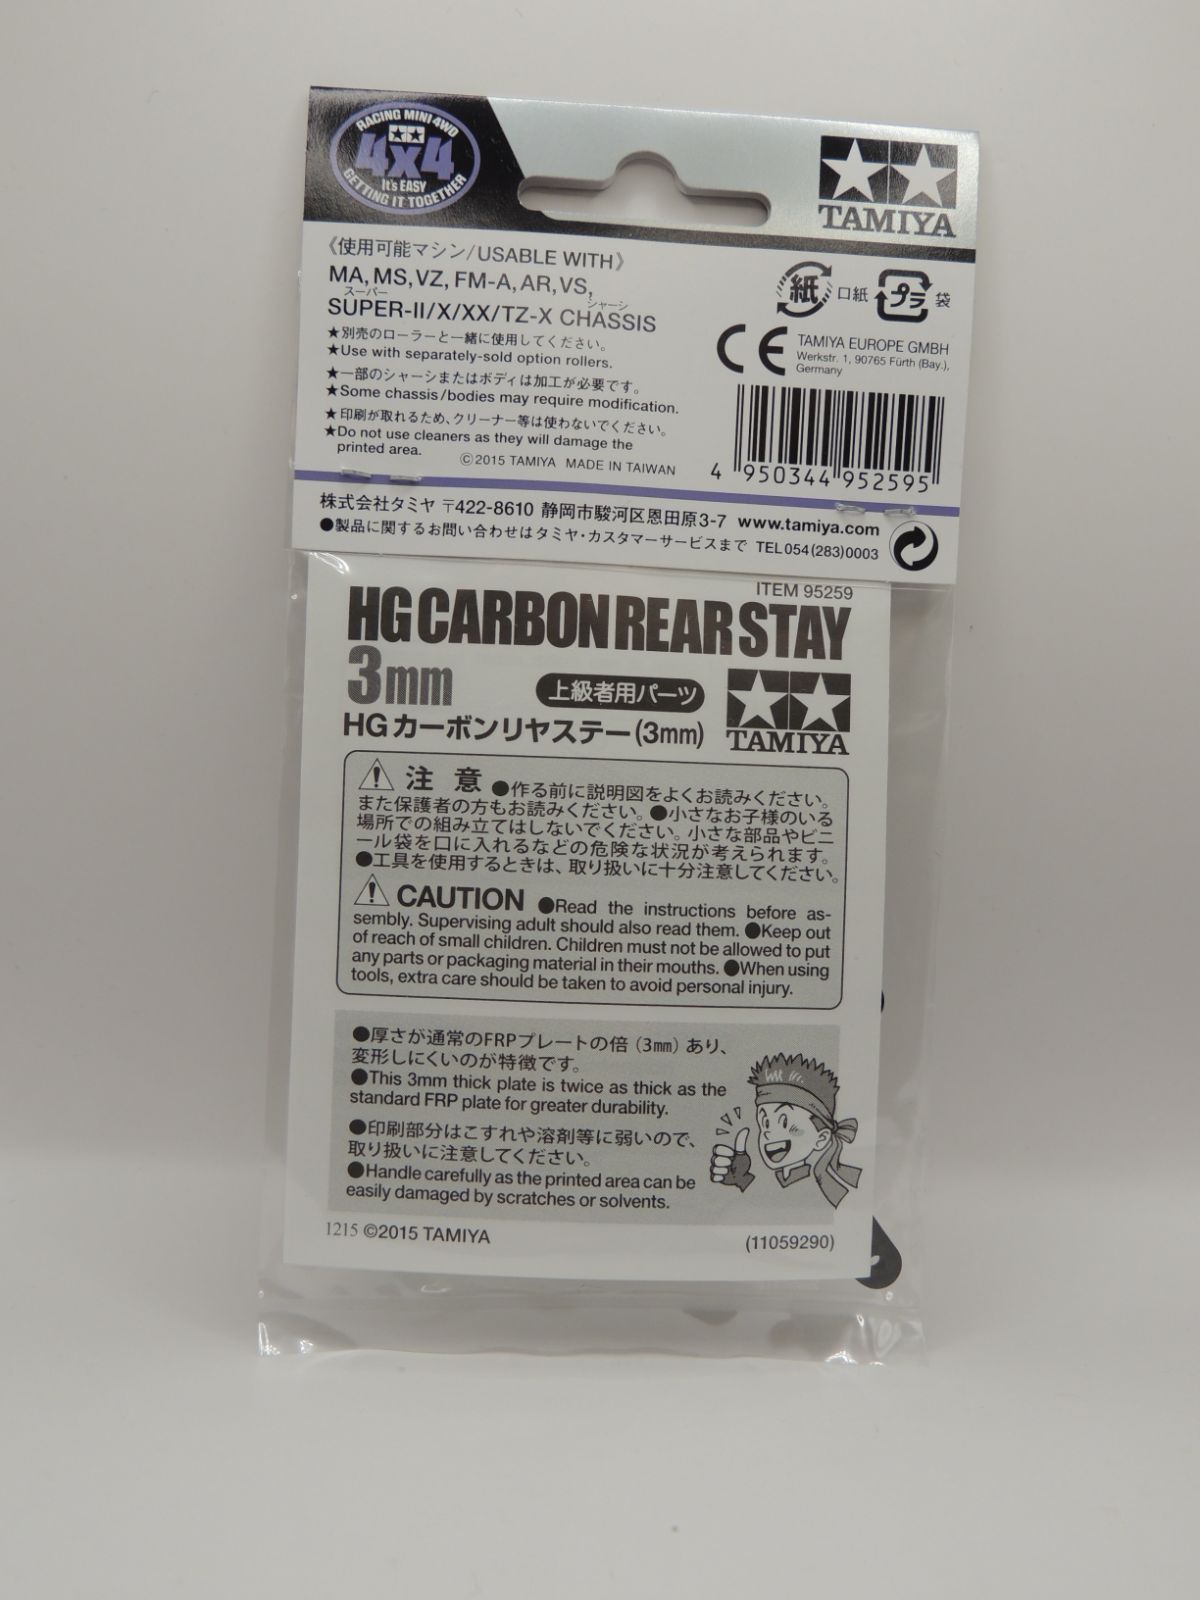 RACING MINI 4WD
4x4
It's EASY
GETTING IT TOGETHER
TAMIYA
《使用可能マシン/USABLE WITH》
MA, MS, VZ, FM-A, AR, VS,
スーパー シャーシ
SUPER-II/X/XX/TZ-X CHASSIS
★別売のローラーと一緒に使用してください。
★Use with separately-sold option rollers.
★一部のシャーシまたはボディは加工が必要です。
★Some chassis/bodies may require modification.
★印刷が取れるため、クリーナー等は使わないでください。
★Do not use cleaners as they will damage the
printed area.
©2015 TAMIYA MADE IN TAIWAN
紙 口紙 プラ 袋
CE TAMIYA EUROPE GMBH
Werkstr. 1, 90765 Fürth (Bay.),
Germany
4 950344 952595
株式会社タミヤ 〒422-8610 静岡市駿河区恩田原3-7 www.tamiya.com
●製品に関するお問い合わせはタミヤ・カスタマーサービスまで TEL 054(283)0003
ITEM 95259
HG CARBON REAR STAY
3mm
上級者用パーツ
HG カーボンリヤステー(3mm)
TAMIYA
注意 ●作る前に説明図をよくお読みください。
また保護者の方もお読みください。●小さなお子様のいる
場所での組み立てはしないでください。小さな部品やビニ
ール袋を口に入れるなどの危険な状況が考えられます。
●工具を使用するときは、取り扱いに十分注意してください。
CAUTION ●Read the instructions before as-
sembly. Supervising adult should also read them. ●Keep out
of reach of small children. Children must not be allowed to put
any parts or packaging material in their mouths. ●When using
tools, extra care should be taken to avoid personal injury.
●厚さが通常のFRPプレートの倍（3mm）あり、
変形しにくいのが特徴です。
●This 3mm thick plate is twice as thick as the
standard FRP plate for greater durability.
●印刷部分はこすれや溶剤等に弱いので、
取り扱いに注意してください。
●Handle carefully as the printed area can be
easily damaged by scratches or solvents.
1215 ©2015 TAMIYA
(11059290)